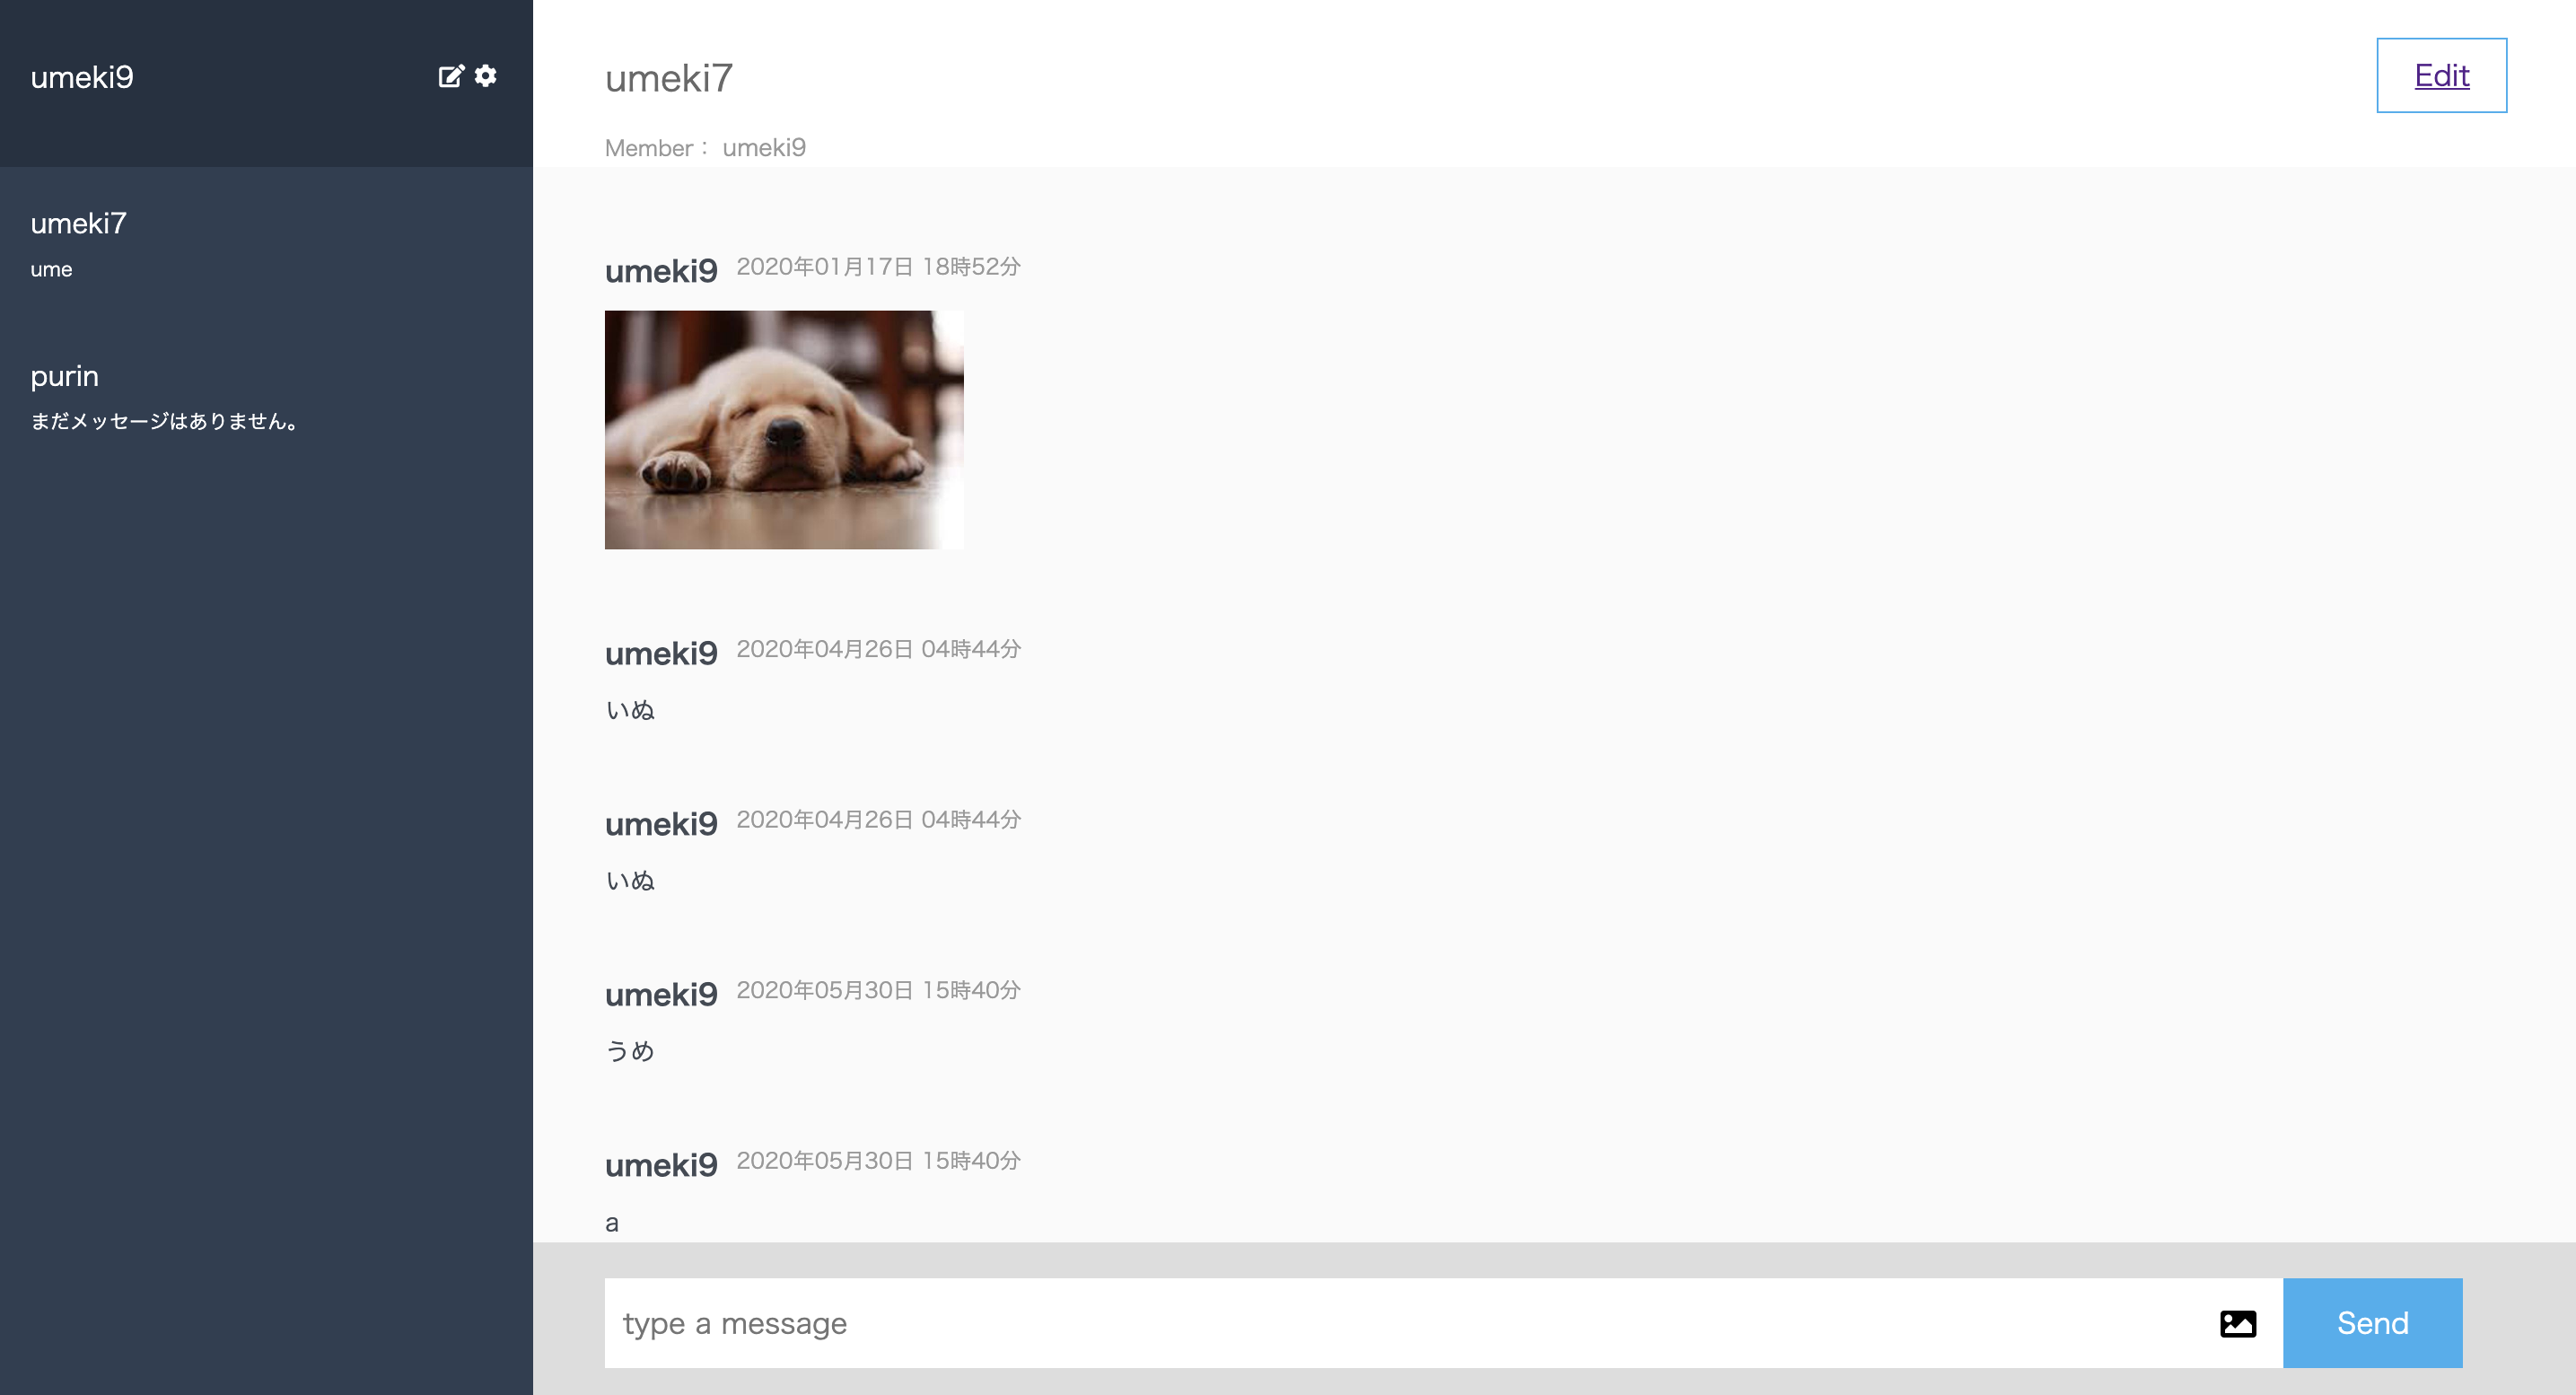 umeki9
umeki7
ume
purin
まだメッセージはありません。
umeki7
Edit
Member： umeki9
umeki9 2020年01月17日 18時52分
umeki9 2020年04月26日 04時44分
いぬ
umeki9 2020年04月26日 04時44分
いぬ
umeki9 2020年05月30日 15時40分
うめ
umeki9 2020年05月30日 15時40分
a
type a message
Send